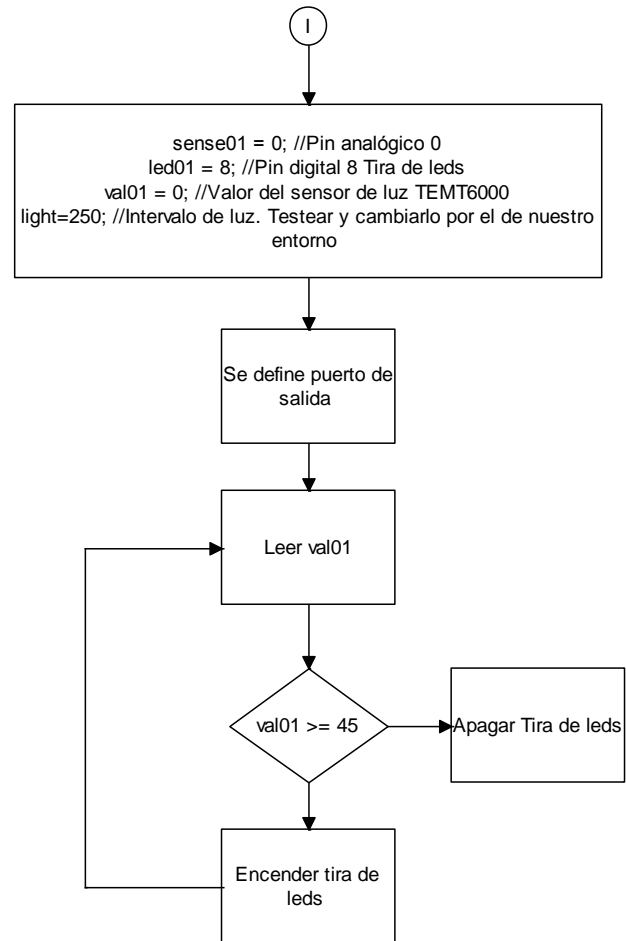 I
sense01 = 0; //Pin analógico 0
led01 = 8; //Pin digital 8 Tira de leds
val01 = 0; //Valor del sensor de luz TEMT6000
light=250; //Intervalo de luz. Testear y cambiarlo por el de nuestro
entorno
Se define puerto de
salida
Leer val01
val01 >= 45
Apagar Tira de leds
Encender tira de
leds